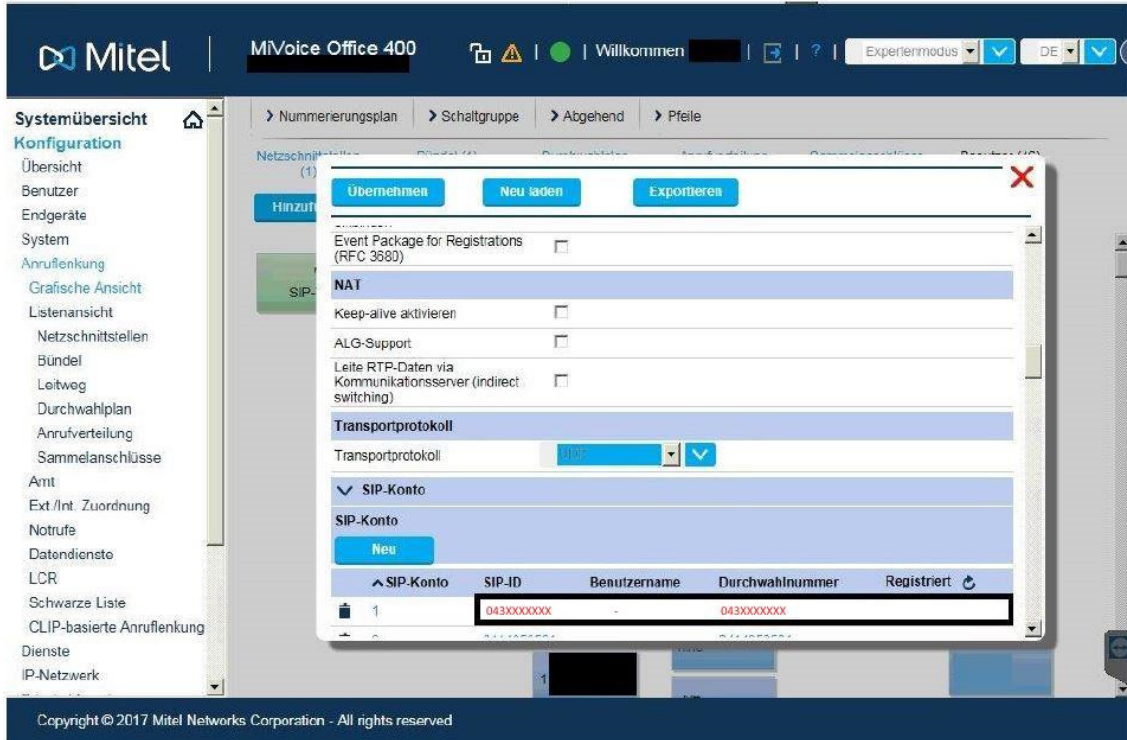 Mitel
MiVoice Office 400
Willkommen
?
Expertenmodus
DE
Systemübersicht
Konfiguration
Übersicht
Benutzer
Endgeräte
System
Anruflenkung
Grafische Ansicht
Listenansicht
Netzschnittstellen
Bündel
Leitweg
Durchwahlplan
Anrufverteilung
Sammelanschlüsse
Amt
Ext./Int. Zuordnung
Notrufe
Datendienste
LCR
Schwarze Liste
CLIP-basierte Anruflenkung
Dienste
IP-Netzwerk
Nummerierungsplan Schaltgruppe Abgehend Pfeile
(1)
SIP-
Übernehmen Neu laden Exportieren
Event Package for Registrations
(RFC 3680)
NAT
Keep-alive aktivieren
ALG-Support
Leite RTP-Daten via
Kommunikationsserver (indirect
switching)
Transportprotokoll
Transportprotokoll UDP
SIP-Konto
SIP-Konto
Neu
SIP-Konto SIP-ID Benutzername Durchwahlnummer Registriert
1 043XXXXXXX - 043XXXXXXX
1
Copyright © 2017 Mitel Networks Corporation - All rights reserved